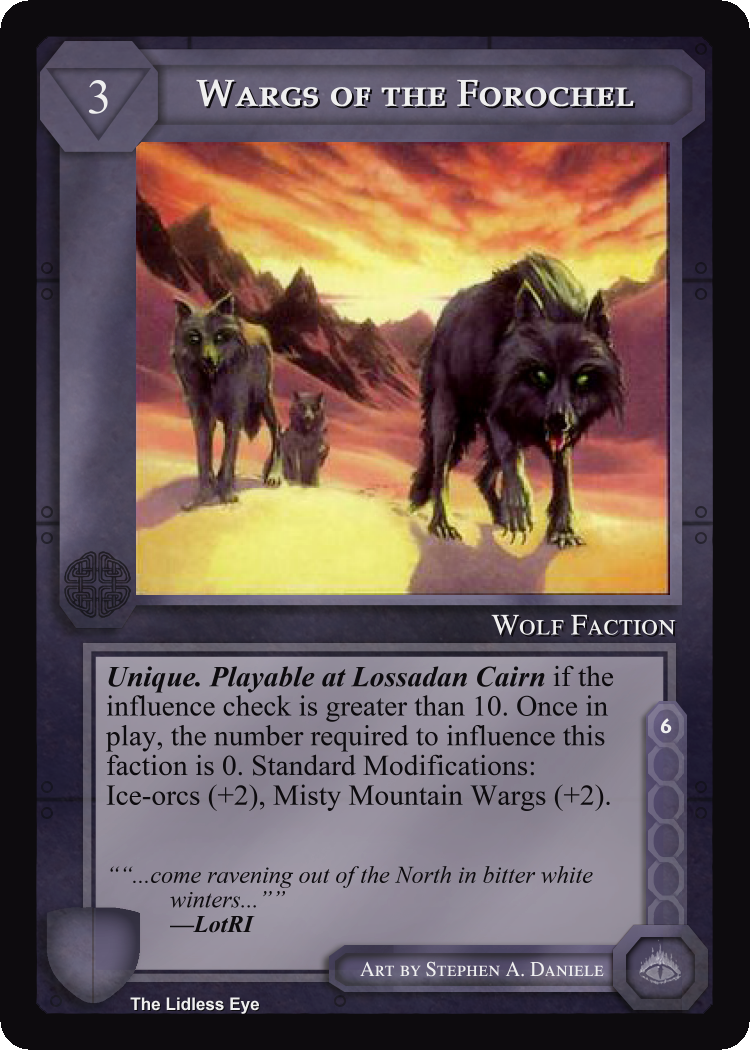 3
Wargs of the Forochel
Wolf Faction
Unique. Playable at Lossadan Cairn if the
influence check is greater than 10. Once in
play, the number required to influence this
faction is 0. Standard Modifications:
Ice-orcs (+2), Misty Mountain Wargs (+2).
6
““...come ravening out of the North in bitter white
winters...””
—LotRI
Art by Stephen A. Daniele
The Lidless Eye